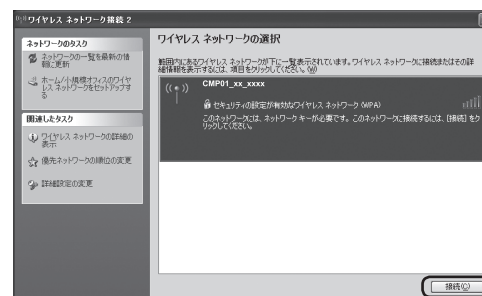 ワイヤレス ネットワーク接続 2
ネットワークのタスク
ネットワークの一覧を最新の情
報に更新
ホーム/小規模オフィスのワイヤ
レス ネットワークをセットアップす
る
関連したタスク
ワイヤレス ネットワークの詳細の
表示
優先ネットワークの順位の変更
詳細設定の変更
ワイヤレス ネットワークの選択
範囲内にあるワイヤレス ネットワークが下に一覧表示されています。ワイヤレス ネットワークに接続またはその詳
細情報を表示するには、項目をクリックしてください。(W)
CMP01_xx_xxxx
セキュリティの設定が有効なワイヤレス ネットワーク (WPA)
このネットワークには、ネットワーク キーが必要です。このネットワークに接続するには、[接続] をク
リックしてください。
接続(C)